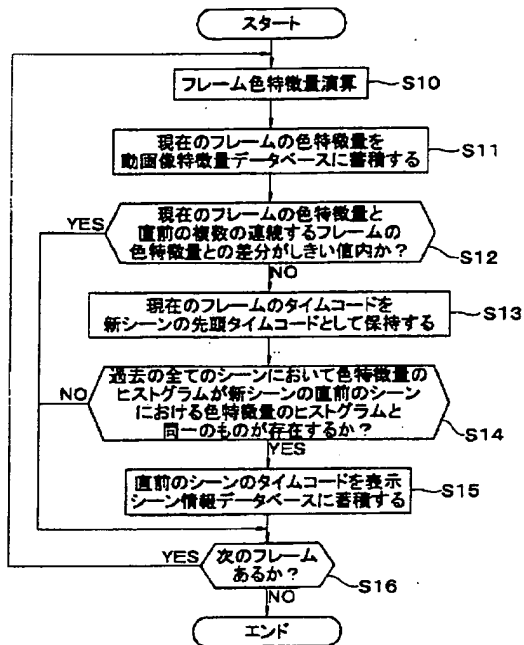 スタート
フレーム色特徴量演算
S10
現在のフレームの色特徴量を
動画像特徴量データベースに蓄積する
S11
YES
現在のフレームの色特徴量と
直前の複数の連続するフレームの
色特徴量との差分がしきい値内か?
S12
NO
現在のフレームのタイムコードを
新シーンの先頭タイムコードとして保持する
S13
NO
過去の全てのシーンにおいて色特徴量の
ヒストグラムが新シーンの直前のシーン
における色特徴量のヒストグラムと
同一のものが存在するか?
S14
YES
直前のシーンのタイムコードを表示
シーン情報データベースに蓄積する
S15
YES
次のフレーム
あるか?
S16
NO
エンド